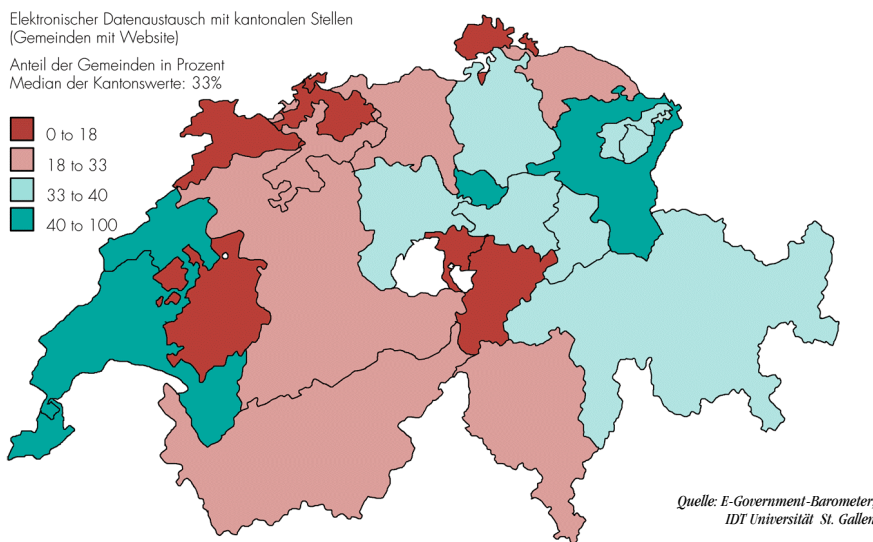 Elektronischer Datenaustausch mit kantonalen Stellen
(Gemeinden mit Website)
Anteil der Gemeinden in Prozent
Median der Kantonswerte: 33%
0 to 18
18 to 33
33 to 40
40 to 100
Quelle: E-Government-Barometer,
IDT Universität St. Gallen